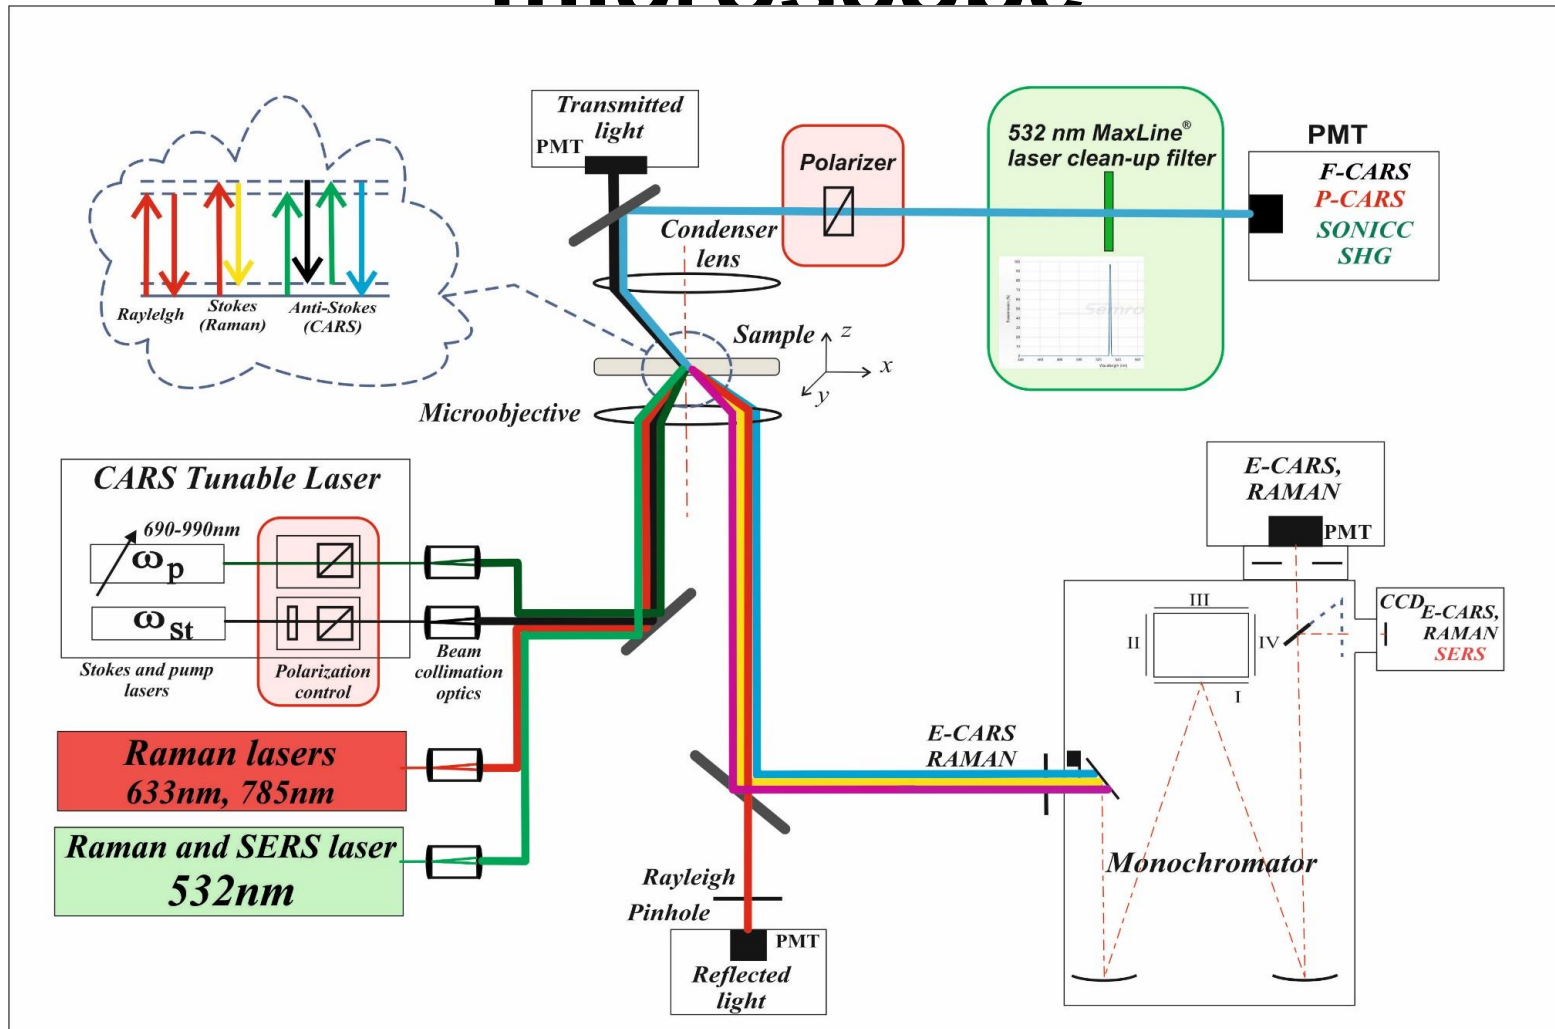 Transmitted
light
PMT
Polarizer
532 nm MaxLine®
laser clean-up filter
PMT
F-CARS
P-CARS
SONICC
SHG
Condenser
lens
Rayleigh
Stokes
(Raman)
Anti-Stokes
(CARS)
Sample
z
x
y
Microobjective
CARS Tunable Laser
690-990nm
ωp
ωSt
Stokes and pump
lasers
Polarization
control
Beam
collimation
optics
Raman lasers
633nm, 785nm
Raman and SERS laser
532nm
E-CARS,
RAMAN
PMT
CCD
E-CARS,
RAMAN
SERS
III
II
IV
I
E-CARS
RAMAN
Monochromator
Rayleigh
Pinhole
PMT
Reflected
light